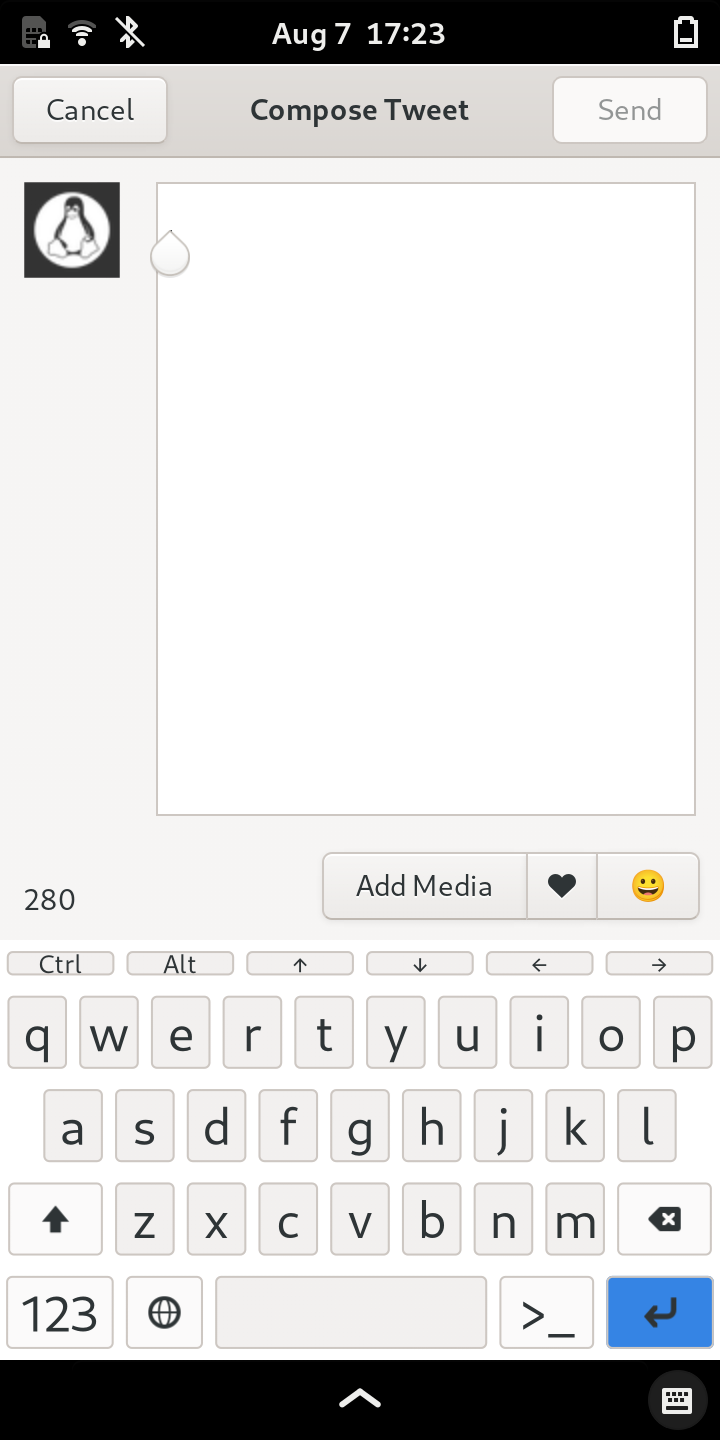 Aug 7 17:23
Cancel Compose Tweet Send
280 Add Media
Ctrl Alt ↑ ↓ ← →
q w e r t y u i o p
a s d f g h j k l
z x c v b n m
123 >_